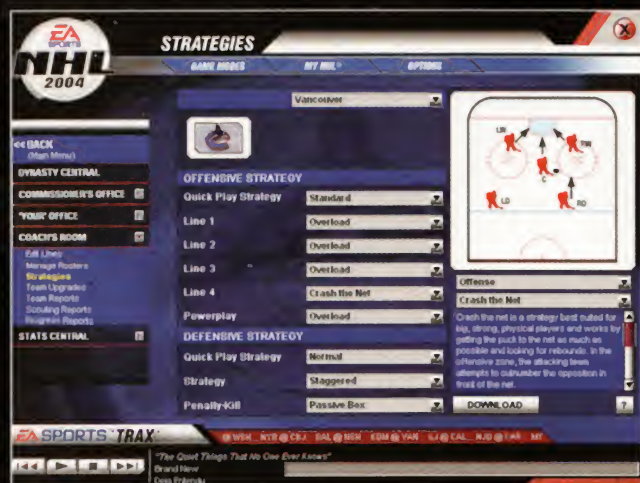 EA
SPORTS
NHL
2004
STRATEGIES
GAME MODES
MY NHL
OPTIONS
<< BACK
(Main Menu)
DYNASTY CENTRAL
COMMISSIONER'S OFFICE
'YOUR' OFFICE
COACH'S ROOM
Edit Lines
Manage Rosters
Strategies
Team Upgrades
Team Reports
Scouting Reports
Progress Reports
STATS CENTRAL
Vancouver
OFFENSIVE STRATEGY
Quick Play Strategy Standard
Line 1 Overload
Line 2 Overload
Line 3 Overload
Line 4 Crash the Net
Powerplay Overload
DEFENSIVE STRATEGY
Quick Play Strategy Normal
Strategy Staggered
Penalty-Kill Passive Box
LW
RW
C
LD
RD
Offense
Crash the Net
Crash the net is a strategy best suited for
big, strong, physical players and works by
getting the puck to the net as much as
possible and looking for rebounds. In the
offensive zone, the attacking team
attempts to outnumber the opposition in
front of the net.
DOWNLOAD
?
EA SPORTS TRAX
@ WSH NYR @ CBJ DAL @ NSH EDM @ VAN SJ @ CAL NJD @
"The Quiet Things That No One Ever Knows"
Brand New
Deja Entendu